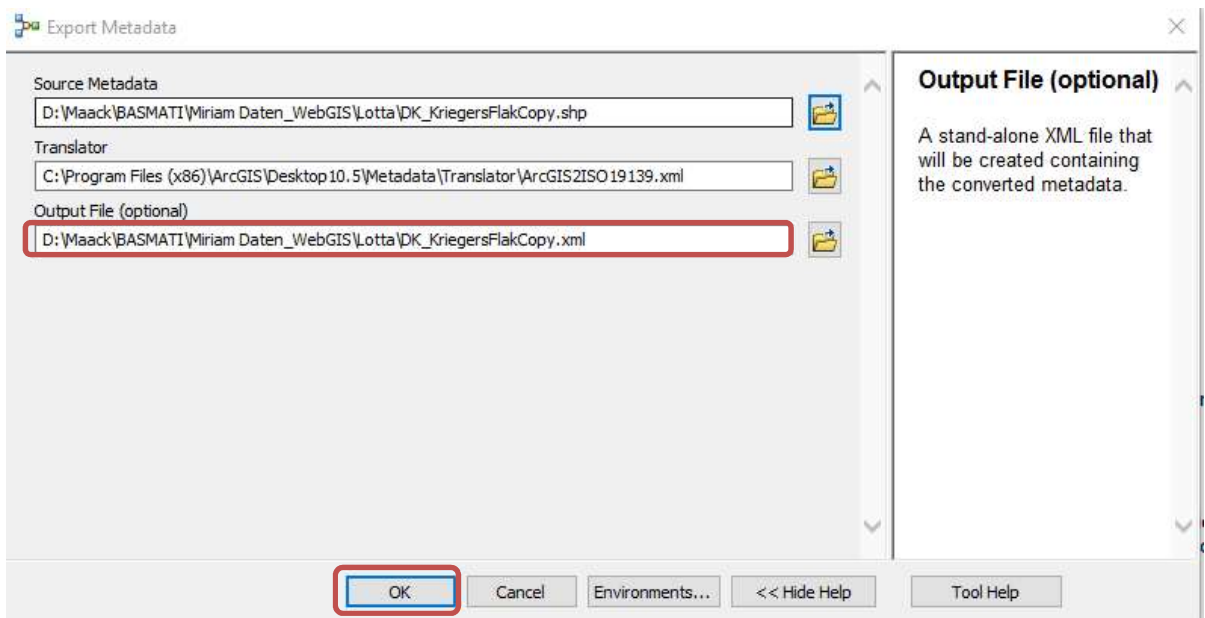 Export Metadata
Source Metadata
D:\Maack\BASMATI\Miriam Daten_WebGIS\Lotta\DK_KriegersFlakCopy.shp
Translator
C:\Program Files (x86)\ArcGIS\Desktop10.5\Metadata\Translator\ArcGIS2ISO19139.xml
Output File (optional)
D:\Maack\BASMATI\Miriam Daten_WebGIS\Lotta\DK_KriegersFlakCopy.xml
Output File (optional)
A stand-alone XML file that
will be created containing
the converted metadata.
OK
Cancel
Environments...
<< Hide Help
Tool Help